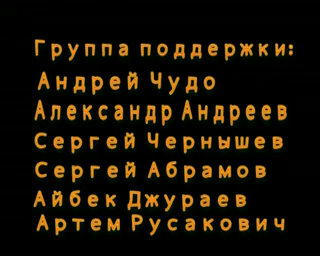 Группа поддержки:
Андрей Чудо
Александр Андреев
Сергей Чернышев
Сергей Абрамов
Айбек Джураев
Артем Русакович